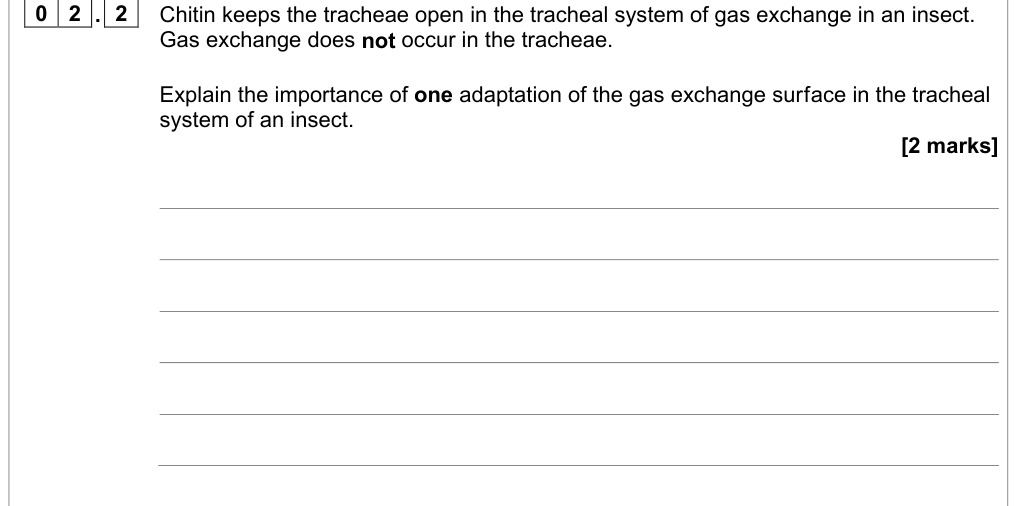 0 2 . 2 Chitin keeps the tracheae open in the tracheal system of gas exchange in an insect.
Gas exchange does not occur in the tracheae.
Explain the importance of one adaptation of the gas exchange surface in the tracheal
system of an insect.
[2 marks]